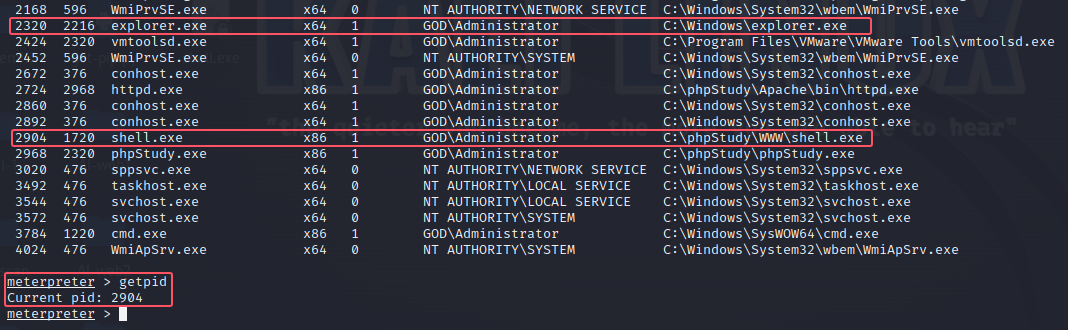 2168  596   WmiPrvSE.exe       x64  0   NT AUTHORITY\NETWORK SERVICE  C:\Windows\System32\wbem\WmiPrvSE.exe
2320  2216  explorer.exe       x64  1   GOD\Administrator             C:\Windows\explorer.exe
2424  2320  vmtoolsd.exe       x64  1   GOD\Administrator             C:\Program Files\VMware\VMware Tools\vmtoolsd.exe
2452  596   WmiPrvSE.exe       x64  0   NT AUTHORITY\SYSTEM           C:\Windows\System32\wbem\WmiPrvSE.exe
2672  376   conhost.exe        x64  1   GOD\Administrator             C:\Windows\System32\conhost.exe
2724  2968  httpd.exe          x86  1   GOD\Administrator             C:\phpStudy\Apache\bin\httpd.exe
2860  376   conhost.exe        x64  1   GOD\Administrator             C:\Windows\System32\conhost.exe
2892  376   conhost.exe        x64  1   GOD\Administrator             C:\Windows\System32\conhost.exe
2904  1720  shell.exe          x86  1   GOD\Administrator             C:\phpStudy\WWW\shell.exe
2968  2320  phpStudy.exe       x86  1   GOD\Administrator             C:\phpStudy\phpStudy.exe
3020  476   sppsvc.exe         x64  0   NT AUTHORITY\NETWORK SERVICE  C:\Windows\System32\sppsvc.exe
3492  476   taskhost.exe       x64  0   NT AUTHORITY\LOCAL SERVICE    C:\Windows\System32\taskhost.exe
3544  476   svchost.exe        x64  0   NT AUTHORITY\LOCAL SERVICE    C:\Windows\System32\svchost.exe
3572  476   svchost.exe        x64  0   NT AUTHORITY\SYSTEM           C:\Windows\System32\svchost.exe
3784  1220  cmd.exe            x86  1   GOD\Administrator             C:\Windows\SysWOW64\cmd.exe
4024  476   WmiApSrv.exe       x64  0   NT AUTHORITY\SYSTEM           C:\Windows\System32\wbem\WmiApSrv.exe
meterpreter > getpid
Current pid: 2904
meterpreter >